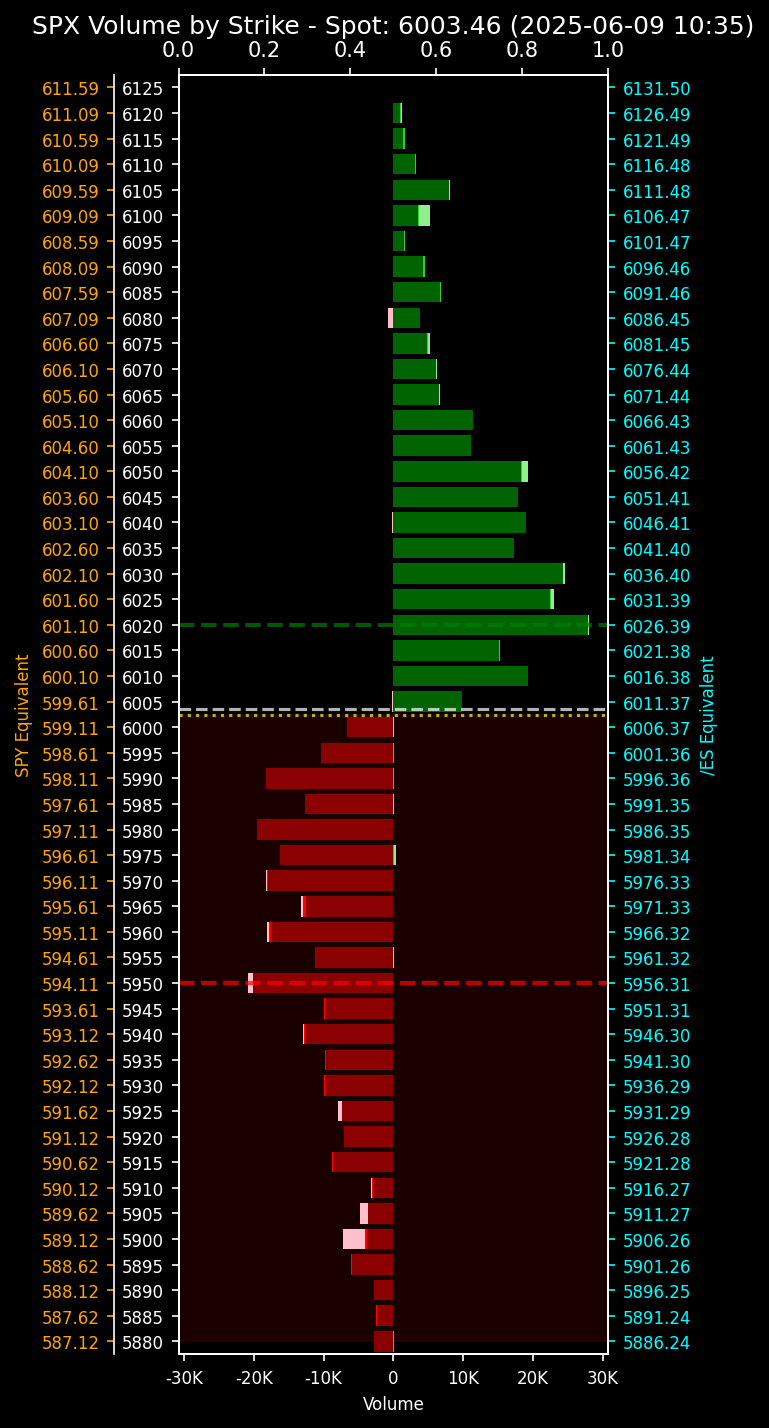 SPX Volume by Strike - Spot: 6003.46 (2025-06-09 10:35)
0.0 0.2 0.4 0.6 0.8 1.0
611.59 6125 6131.50
611.09 6120 6126.49
610.59 6115 6121.49
610.09 6110 6116.48
609.59 6105 6111.48
609.09 6100 6106.47
608.59 6095 6101.47
608.09 6090 6096.46
607.59 6085 6091.46
607.09 6080 6086.45
606.60 6075 6081.45
606.10 6070 6076.44
605.60 6065 6071.44
605.10 6060 6066.43
604.60 6055 6061.43
604.10 6050 6056.42
603.60 6045 6051.41
603.10 6040 6046.41
602.60 6035 6041.40
602.10 6030 6036.40
601.60 6025 6031.39
601.10 6020 6026.39
600.60 6015 6021.38
600.10 6010 6016.38
599.61 6005 6011.37
599.11 6000 6006.37
598.61 5995 6001.36
598.11 5990 5996.36
597.61 5985 5991.35
597.11 5980 5986.35
596.61 5975 5981.34
596.11 5970 5976.33
595.61 5965 5971.33
595.11 5960 5966.32
594.61 5955 5961.32
594.11 5950 5956.31
593.61 5945 5951.31
593.12 5940 5946.30
592.62 5935 5941.30
592.12 5930 5936.29
591.62 5925 5931.29
591.12 5920 5926.28
590.62 5915 5921.28
590.12 5910 5916.27
589.62 5905 5911.27
589.12 5900 5906.26
588.62 5895 5901.26
588.12 5890 5896.25
587.62 5885 5891.24
587.12 5880 5886.24
SPY Equivalent
/ES Equivalent
-30K -20K -10K 0 10K 20K 30K
Volume